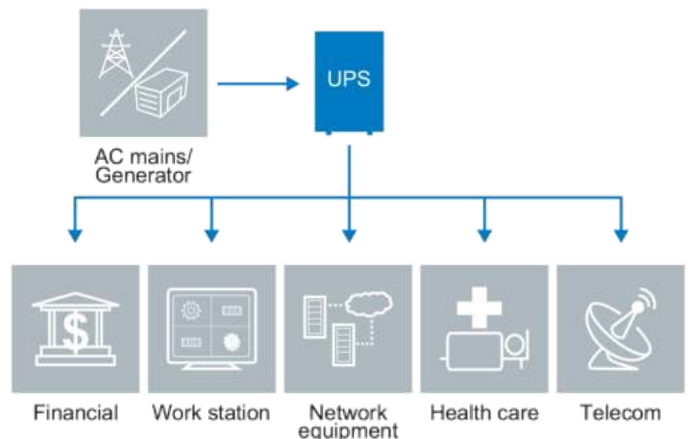 UPS
AC mains/
Generator
$
Financial
Work station
Network
equipment
Health care
Telecom